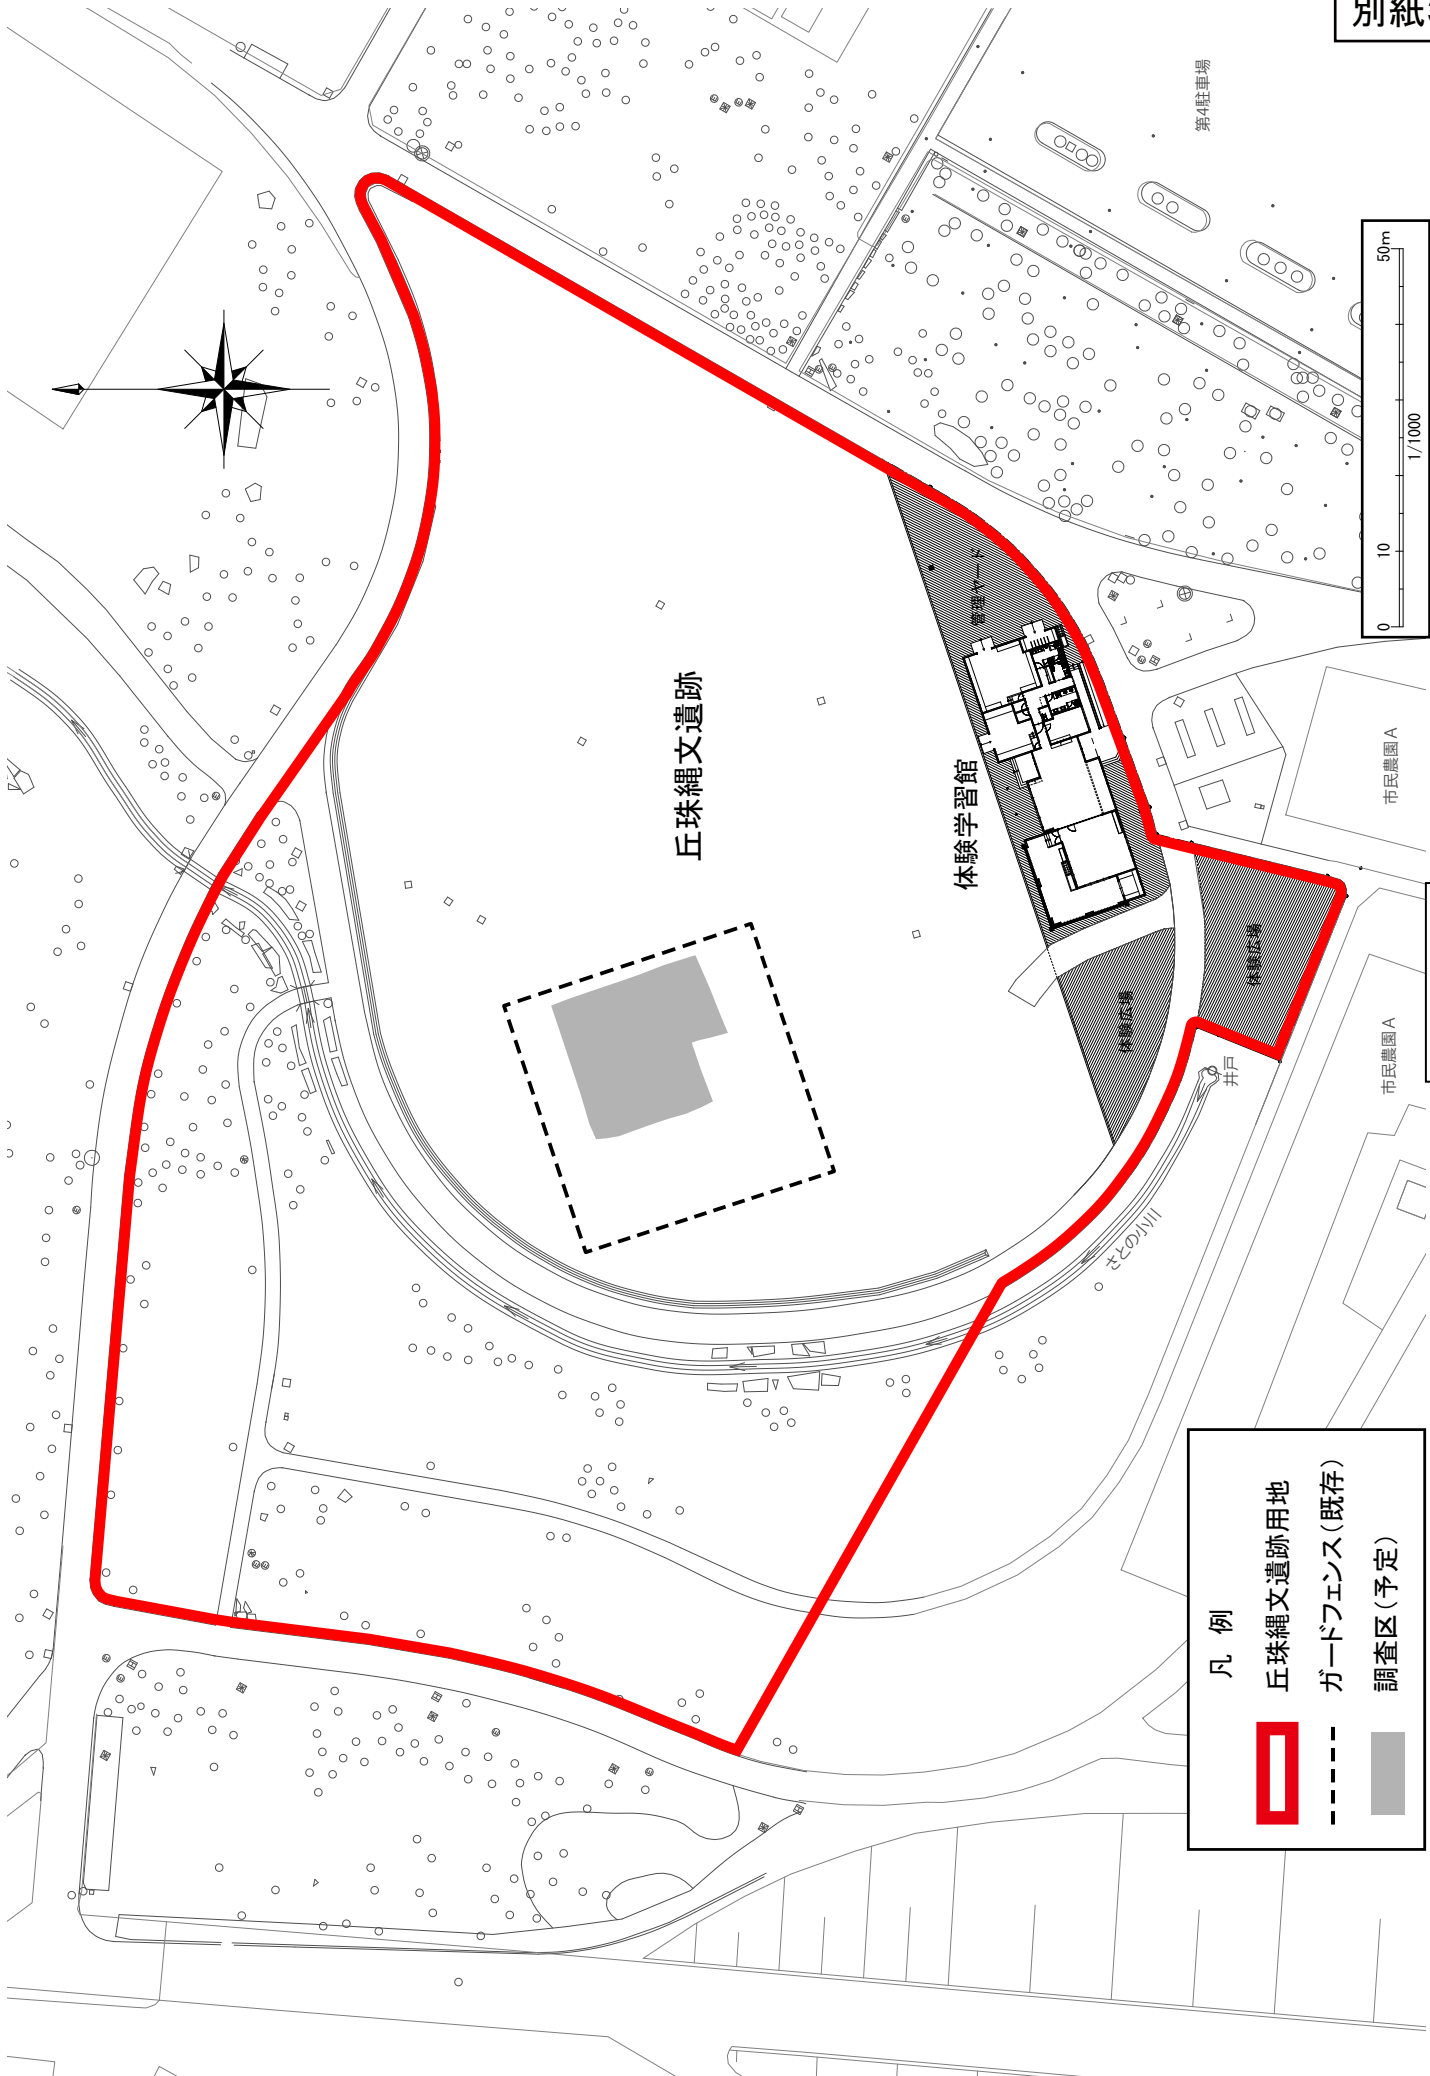 別紙
第4駐車場
丘珠縄文遺跡
管理ヤード
体験学習館
体験広場
体験広場
井戸
さとの小川
市民農園A
市民農園A
0 10 50m
1/1000
凡例
丘珠縄文遺跡用地
ガードフェンス(既存)
調査区(予定)